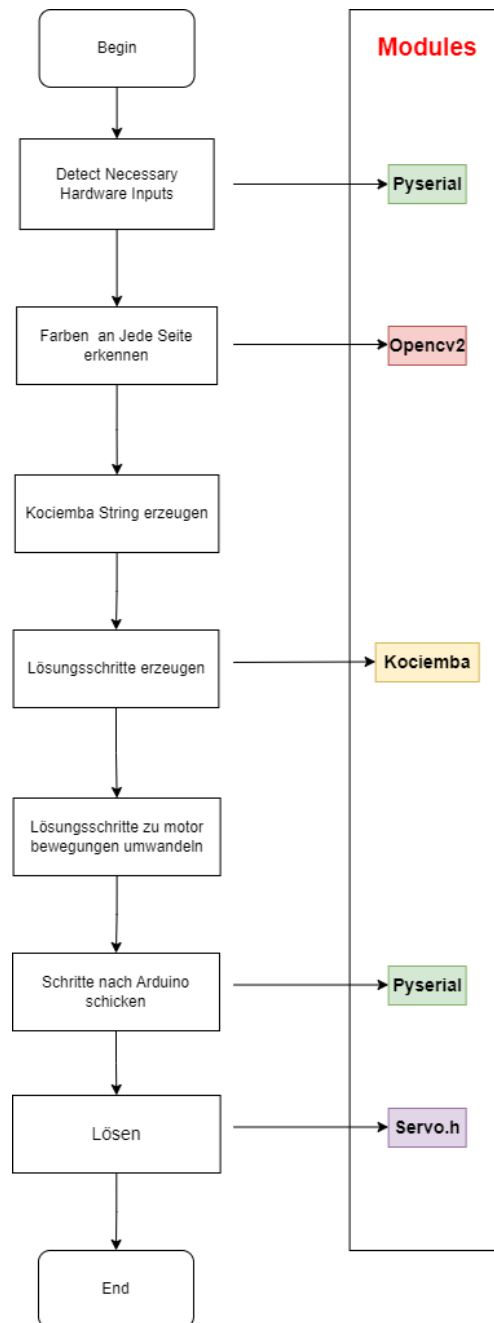 Begin
Modules
Detect Necessary
Hardware Inputs
Pyserial
Farben an Jede Seite
erkennen
Opencv2
Kociemba String erzeugen
Lösungsschritte erzeugen
Kociemba
Lösungsschritte zu motor
bewegungen umwandeln
Schritte nach Arduino
schicken
Pyserial
Lösen
Servo.h
End